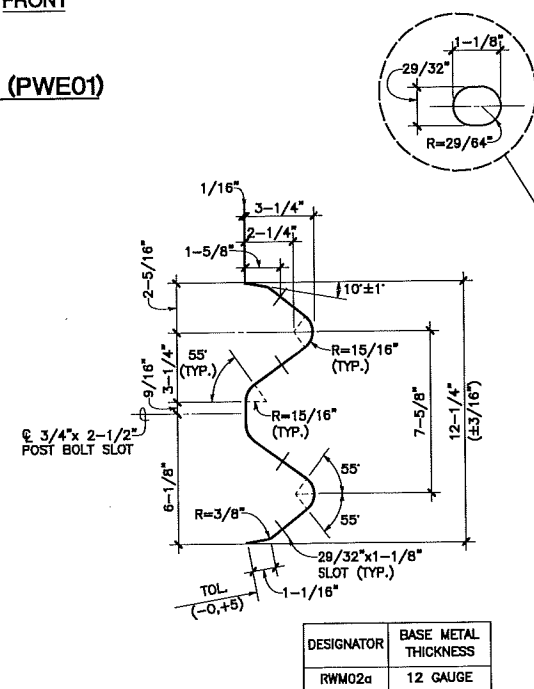 FRONT
(PWE01)
1-1/8"
29/32"
R=29/64"
1/16"
3-1/4"
2-1/4"
1-5/8"
2-5/16"
10°±1°
55°
(TYP.)
R=15/16"
(TYP.)
3-1/4"
9/16"
R=15/16"
(TYP.)
7-5/8"
12-1/4"
(±3/16")
℄ 3/4"x 2-1/2"
POST BOLT SLOT
6-1/8"
R=3/8"
55°
55°
29/32"x1-1/8"
SLOT (TYP.)
1-1/16"
TOL.
(-0,+5)
DESIGNATOR
BASE METAL
THICKNESS
RWM02a
12 GAUGE